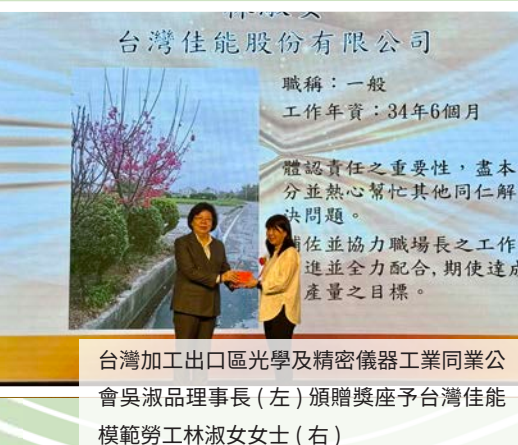 台灣佳能股份有限公司
職稱：一般
工作年資：34年6個月
體認責任之重要性，盡本
分並熱心幫忙其他同仁解
決問題。
佐並協力職場長之工作
進並全力配合,期使達成
產量之目標。
台灣加工出口區光學及精密儀器工業同業公
會吳淑品理事長 ( 左 ) 頒贈獎座予台灣佳能
模範勞工林淑女女士 ( 右 )